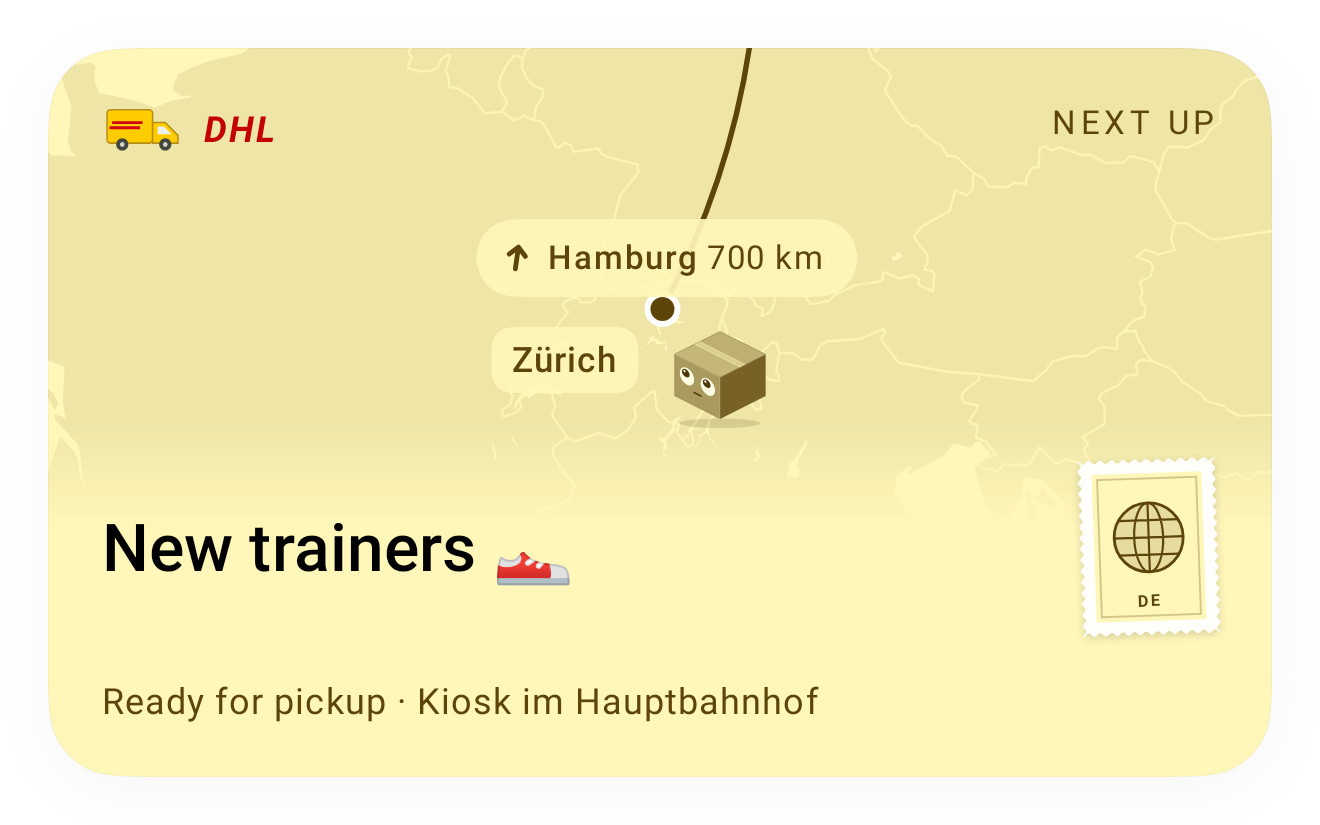 DHL
NEXT UP
Hamburg 700 km
Zürich
New trainers
DE
Ready for pickup · Kiosk im Hauptbahnhof